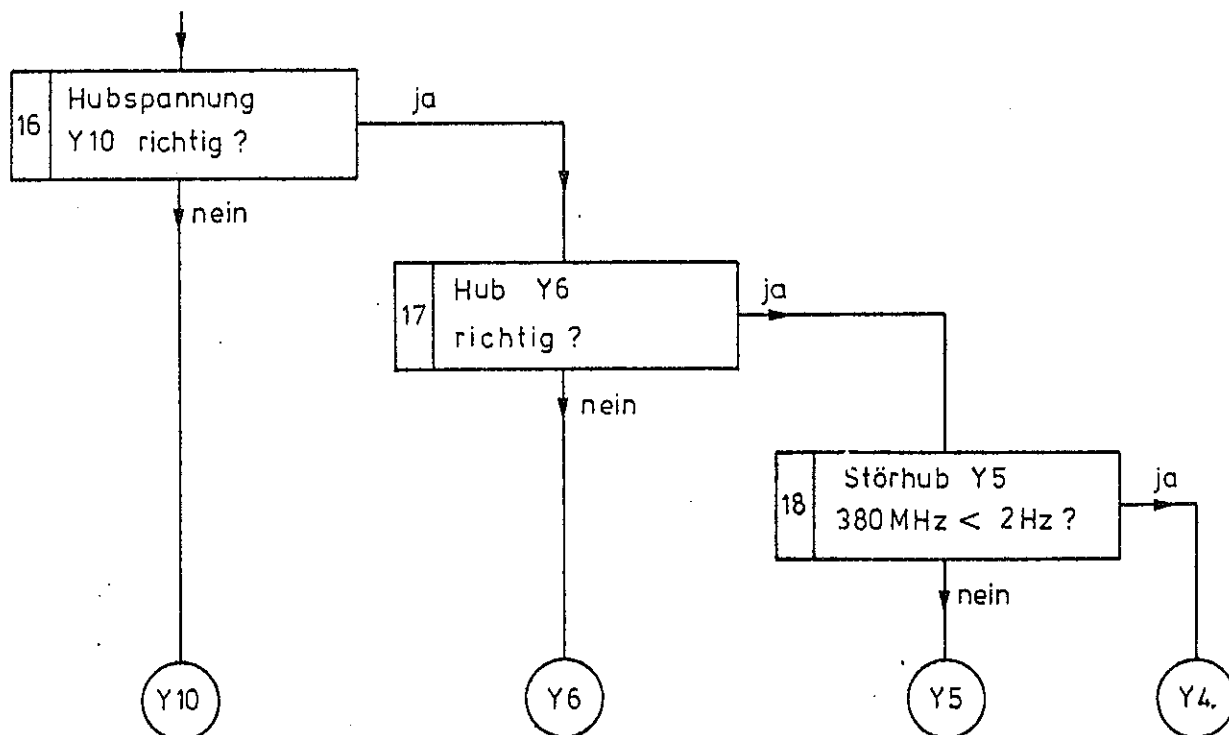 16
Hubspannung
Y10 richtig ?
ja
nein
17
Hub Y6
richtig ?
ja
nein
18
Störhub Y5
380 MHz < 2 Hz ?
ja
nein
Y10
Y6
Y5
Y4.